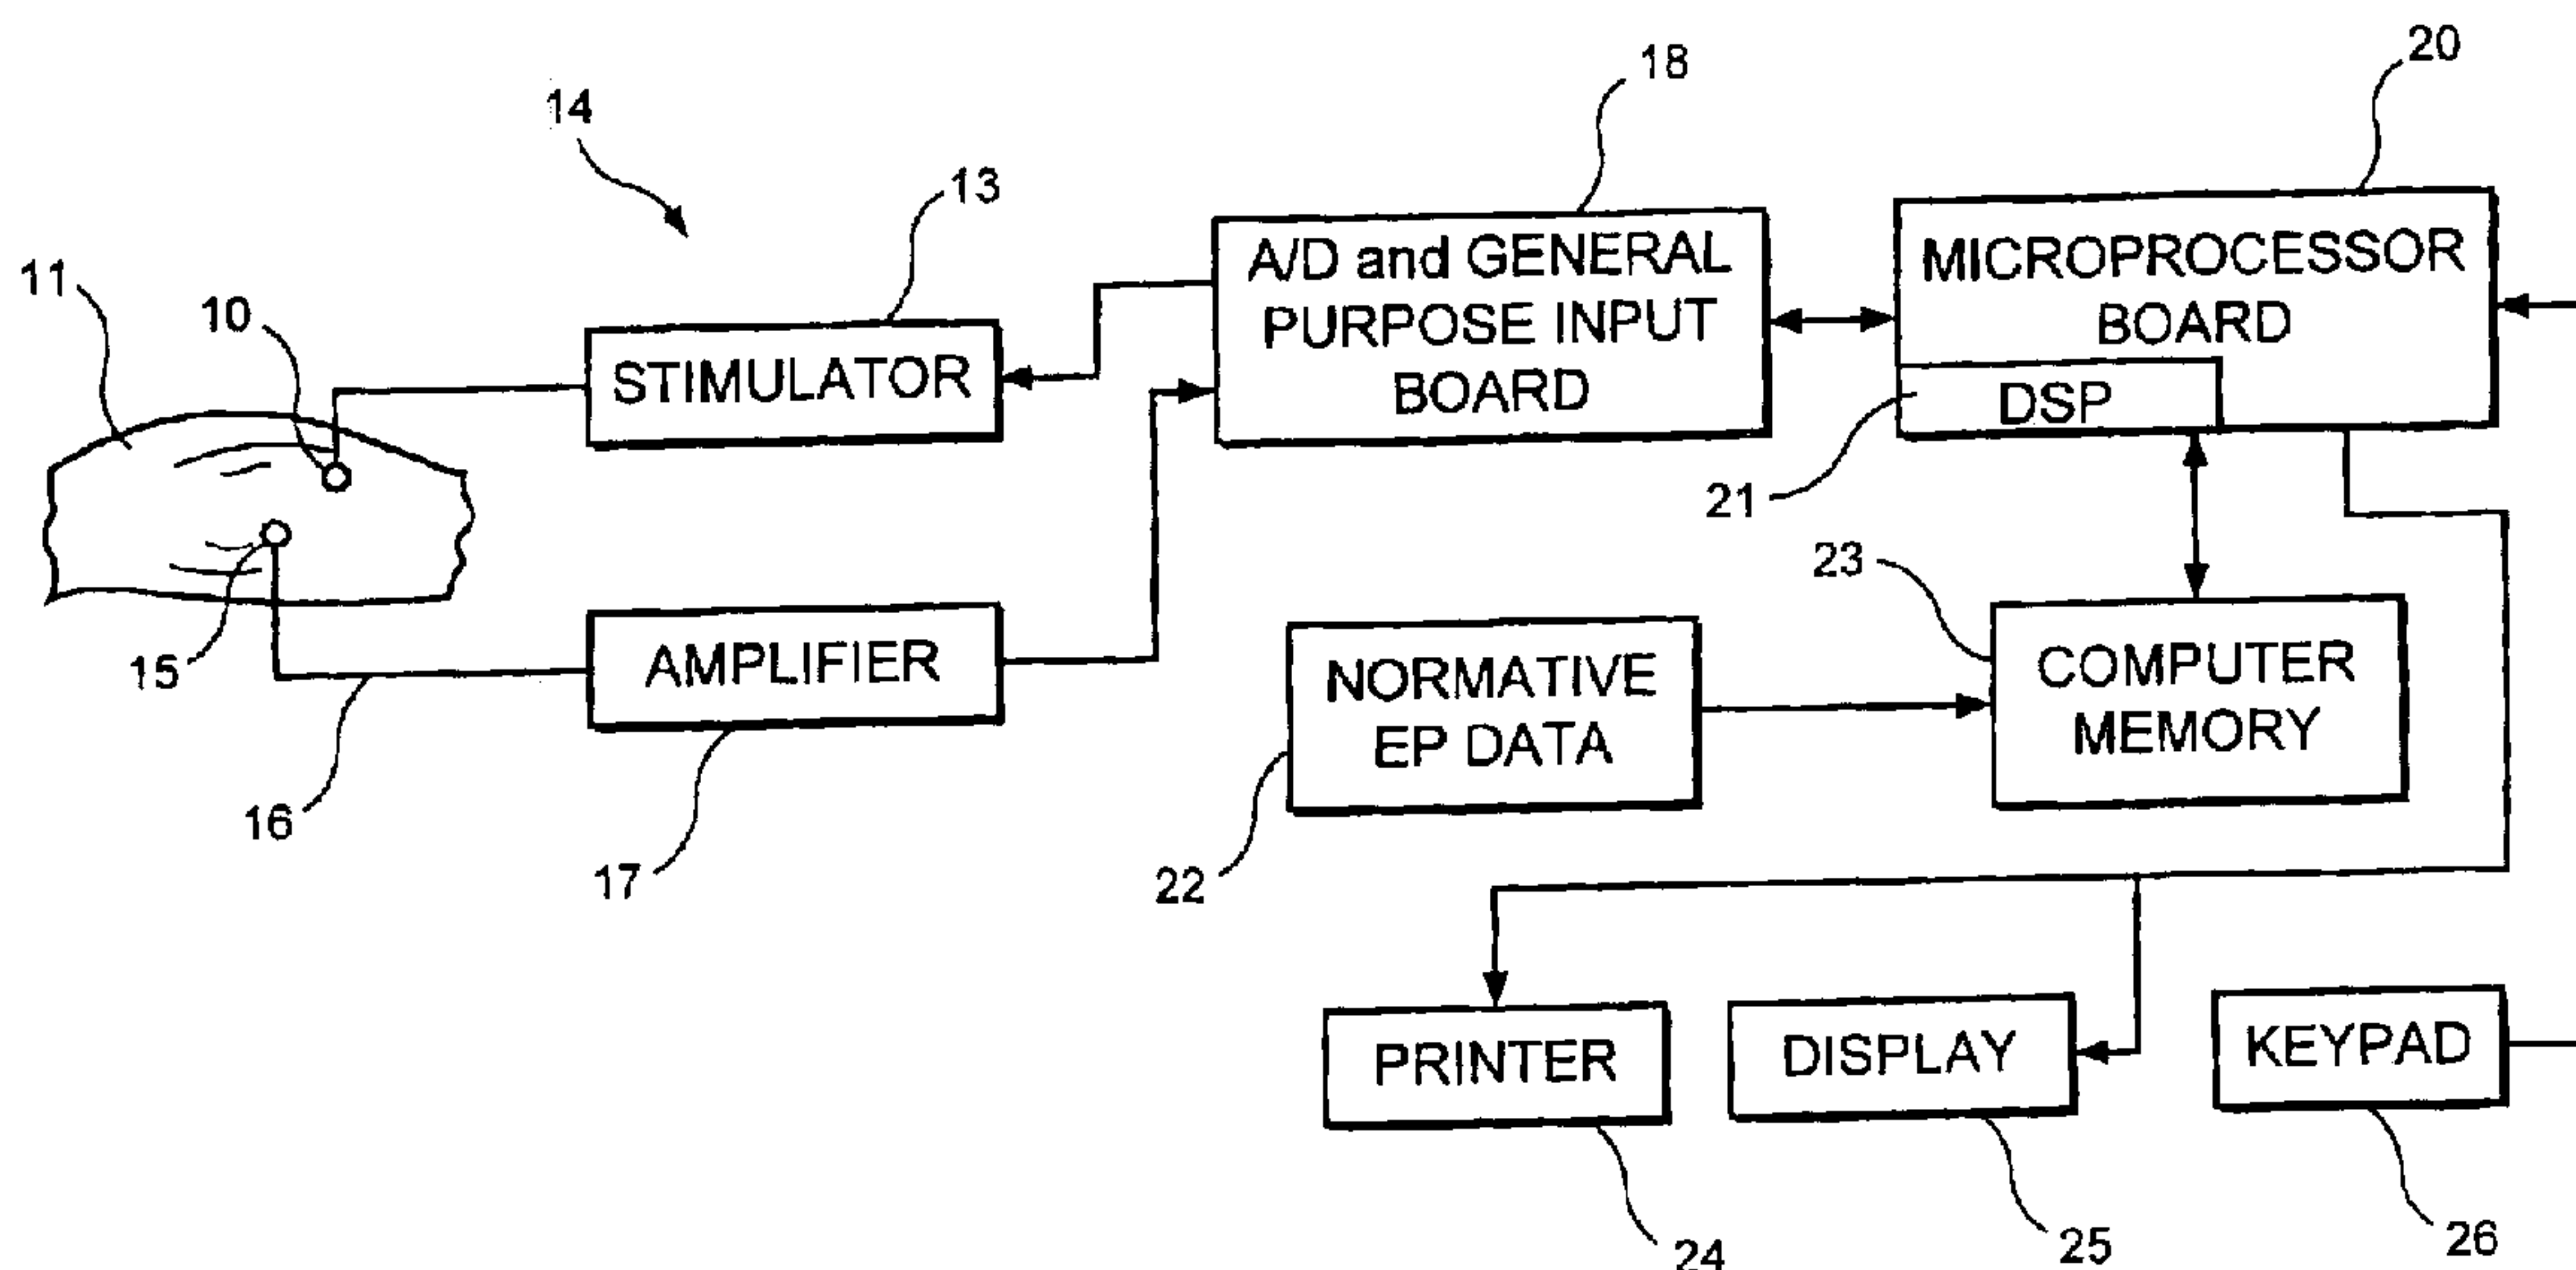 20
18
14
13
11
10
A/D and GENERAL
PURPOSE INPUT
BOARD
MICROPROCESSOR
BOARD
DSP
STIMULATOR
21
23
15
AMPLIFIER
NORMATIVE
EP DATA
COMPUTER
MEMORY
16
17
22
PRINTER
DISPLAY
KEYPAD
24
25
26